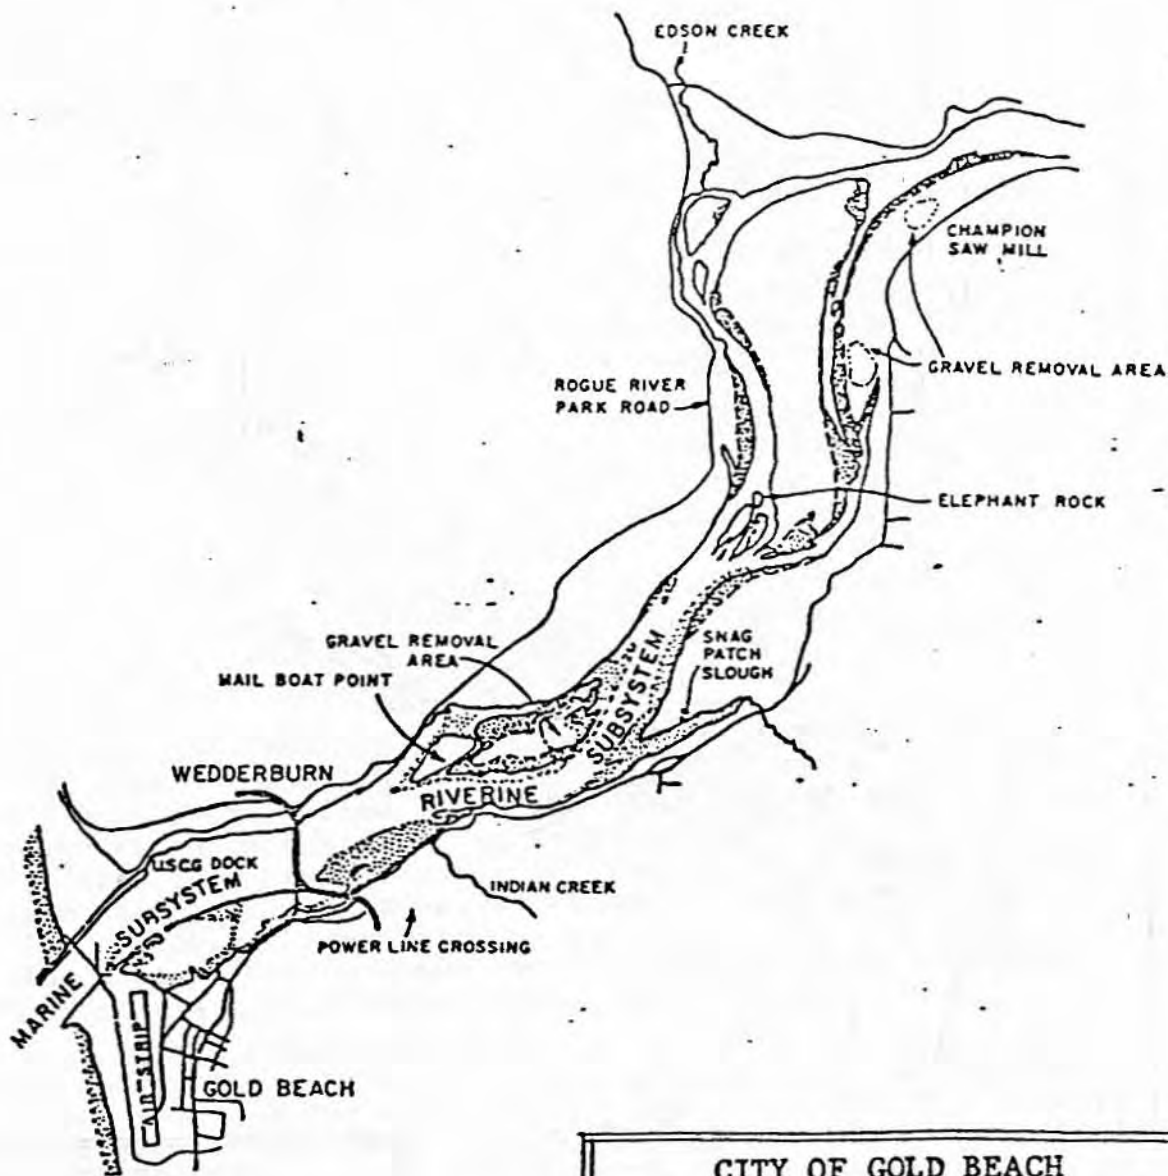 EDSON CREEK
CHAMPION
SAW MILL
GRAVEL REMOVAL AREA
ROGUE RIVER
PARK ROAD
ELEPHANT ROCK
SNAG
PATCH
SLOUGH
GRAVEL REMOVAL
AREA
MAIL BOAT POINT
SUBSYSTEM
WEDDERBURN
RIVERINE
USCG DOCK
SUBSYSTEM
INDIAN CREEK
POWER LINE CROSSING
MARINE
AIR STRIP
GOLD BEACH
CITY OF GOLD BEACH